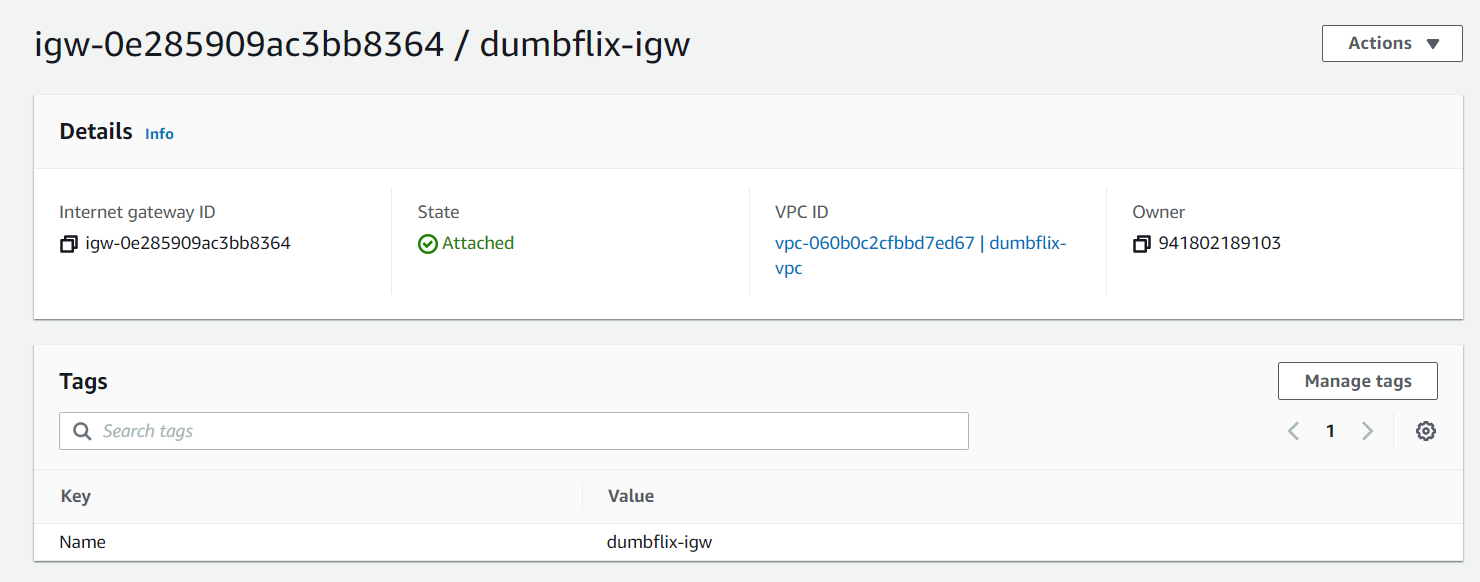 igw-0e285909ac3bb8364 / dumbflix-igw
Actions
Details Info
Internet gateway ID
igw-0e285909ac3bb8364
State
Attached
VPC ID
vpc-060b0c2cfbbd7ed67 | dumbflix-
vpc
Owner
941802189103
Tags
Manage tags
Search tags
1
Key Value
Name dumbflix-igw